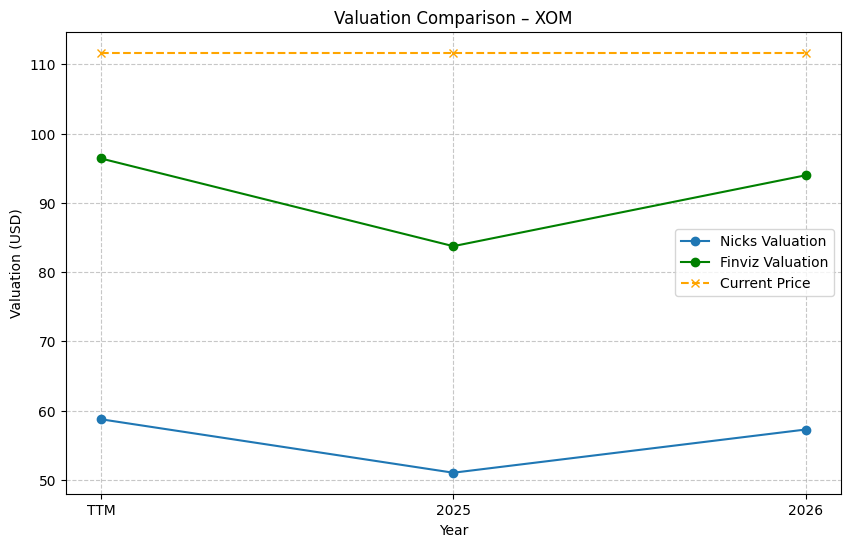 Valuation Comparison – XOM
Valuation (USD)
110
100
90
80
70
60
50
Nicks Valuation
Finviz Valuation
Current Price
TTM
2025
2026
Year